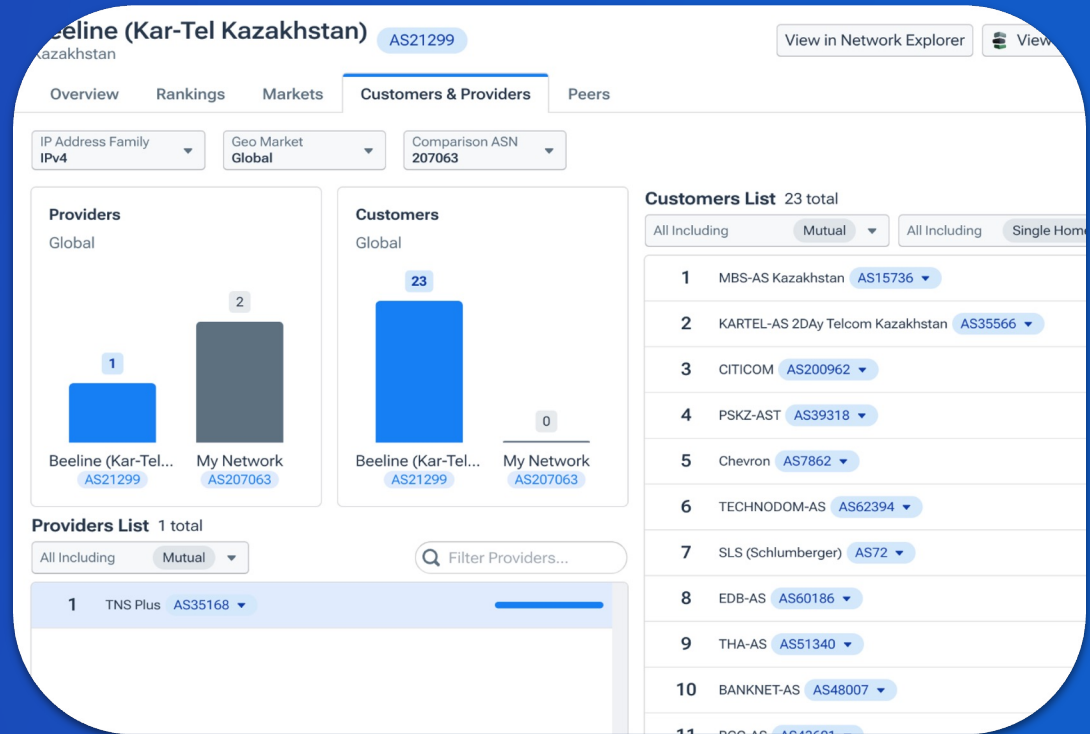 eeline (Kar-Tel Kazakhstan) AS21299
Kazakhstan
View in Network Explorer
View
Overview Rankings Markets Customers & Providers Peers
IP Address Family
IPv4
Geo Market
Global
Comparison ASN
207063
Providers
Global
1
2
Beeline (Kar-Tel...
AS21299
My Network
AS207063
Customers
Global
23
0
Beeline (Kar-Tel...
AS21299
My Network
AS207063
Providers List 1 total
All Including Mutual
Filter Providers...
1 TNS Plus AS35168
Customers List 23 total
All Including Mutual
All Including Single Home
1 MBS-AS Kazakhstan AS15736
2 KARTEL-AS 2DAy Telcom Kazakhstan AS35566
3 CITICOM AS200962
4 PSKZ-AST AS39318
5 Chevron AS7862
6 TECHNODOM-AS AS62394
7 SLS (Schlumberger) AS72
8 EDB-AS AS60186
9 THA-AS AS51340
10 BANKNET-AS AS48007
11